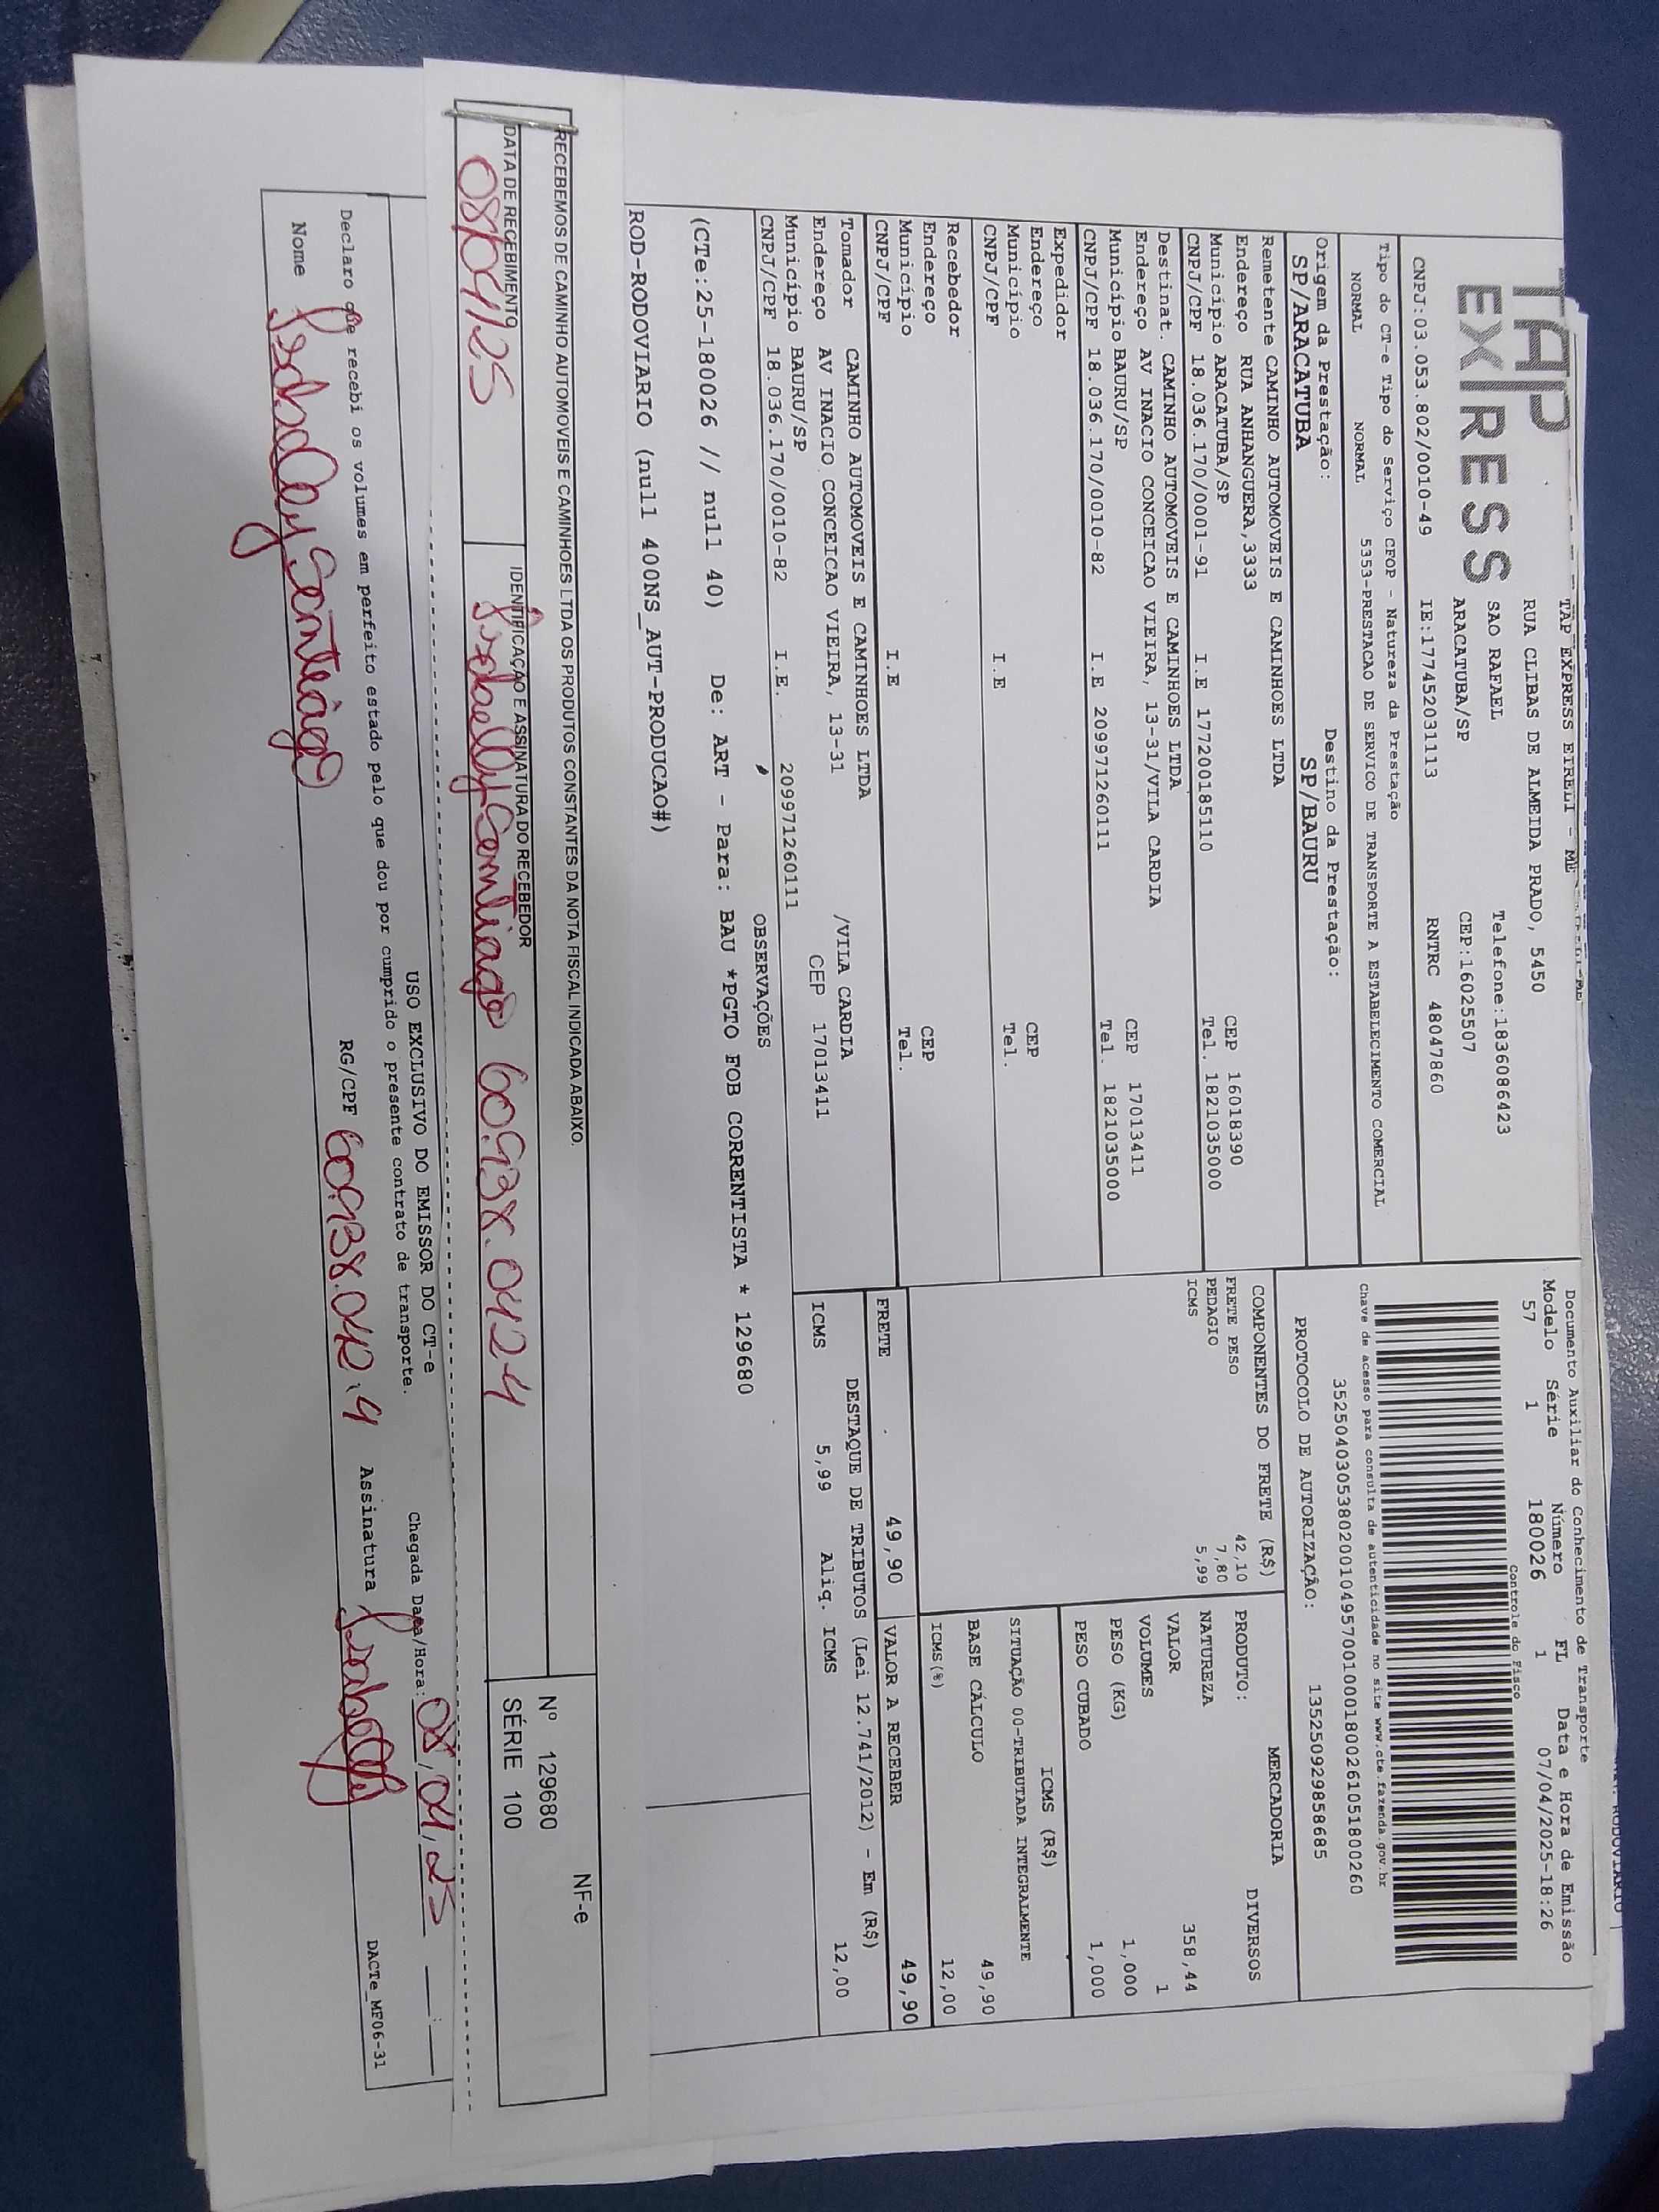 TAP EXPRESS
TAP EXPRESS EIRELI - ME
RUA CLIBAS DE ALMEIDA PRADO, 5450
SAO RAFAEL Telefone:1836086423
ARACATUBA/SP CEP:16025507
CNPJ:03.053.802/0010-49 IE:177452031113 RNTRC 48047860
Documento Auxiliar do Conhecimento de Transporte
Modelo Série Número FL Data e Hora de Emissão
57 1 180026 1 07/04/2025-18:26
Controle do Fisco
Chave de acesso para consulta de autenticidade no site www.cte.fazenda.gov.br
35250403053802001049570010001800261051800260
PROTOCOLO DE AUTORIZAÇÃO: 135250929858685
Tipo do CT-e Tipo do Serviço CFOP - Natureza da Prestação
NORMAL NORMAL 5353-PRESTACAO DE SERVICO DE TRANSPORTE A ESTABELECIMENTO COMERCIAL
Origem da Prestação: Destino da Prestação:
SP/ARACATUBA SP/BAURU
Remetente CAMINHO AUTOMOVEIS E CAMINHOES LTDA
Endereço RUA ANHANGUERA,3333 CEP 16018390
Município ARACATUBA/SP Tel. 1821035000
CNPJ/CPF 18.036.170/0001-91 I.E 177200185110
Destinat. CAMINHO AUTOMOVEIS E CAMINHOES LTDA
Endereço AV INACIO CONCEICAO VIEIRA, 13-31/VILA CARDIA
Município BAURU/SP CEP 17013411
CNPJ/CPF 18.036.170/0010-82 I.E 209971260111 Tel. 1821035000
Expedidor
Endereço CEP
Município Tel.
CNPJ/CPF I.E
Recebedor
Endereço CEP
Município Tel.
CNPJ/CPF I.E
Tomador CAMINHO AUTOMOVEIS E CAMINHOES LTDA
Endereço AV INACIO CONCEICAO VIEIRA, 13-31 /VILA CARDIA
Município BAURU/SP CEP 17013411
CNPJ/CPF 18.036.170/0010-82 I.E. 209971260111
COMPONENTES DO FRETE (R$)
FRETE PESO 42,10
PEDAGIO 7,80
ICMS 5,99
MERCADORIA
PRODUTO: DIVERSOS
NATUREZA
VALOR 358,44
VOLUMES 1
PESO (KG) 1,000
PESO CUBADO 1,000
ICMS (R$)
SITUAÇÃO 00-TRIBUTADA INTEGRALMENTE
BASE CÁLCULO 49,90
ICMS(%) 12,00
FRETE 49,90 VALOR A RECEBER 49,90
DESTAQUE DE TRIBUTOS (Lei 12.741/2012) - Em (R$)
ICMS 5,99 Aliq. ICMS 12,00
OBSERVAÇÕES
(CTe:25-180026 // null 40) De: ART - Para: BAU *PGTO FOB CORRENTISTA * 129680
ROD-RODOVIARIO (null 400NS_AUT-PRODUCAO#)
RECEBEMOS DE CAMINHO AUTOMOVEIS E CAMINHOES LTDA OS PRODUTOS CONSTANTES DA NOTA FISCAL INDICADA ABAIXO.
NF-e
Nº 129680
SÉRIE 100
DATA DE RECEBIMENTO IDENTIFICAÇÃO E ASSINATURA DO RECEBEDOR
08/04/25
USO EXCLUSIVO DO EMISSOR DO CT-e
Declaro que recebi os volumes em perfeito estado pelo que dou por cumprido o presente contrato de transporte.
Chegada Data/Hora: 08/04/25
Nome RG/CPF Assinatura
DACTe_MF06-31